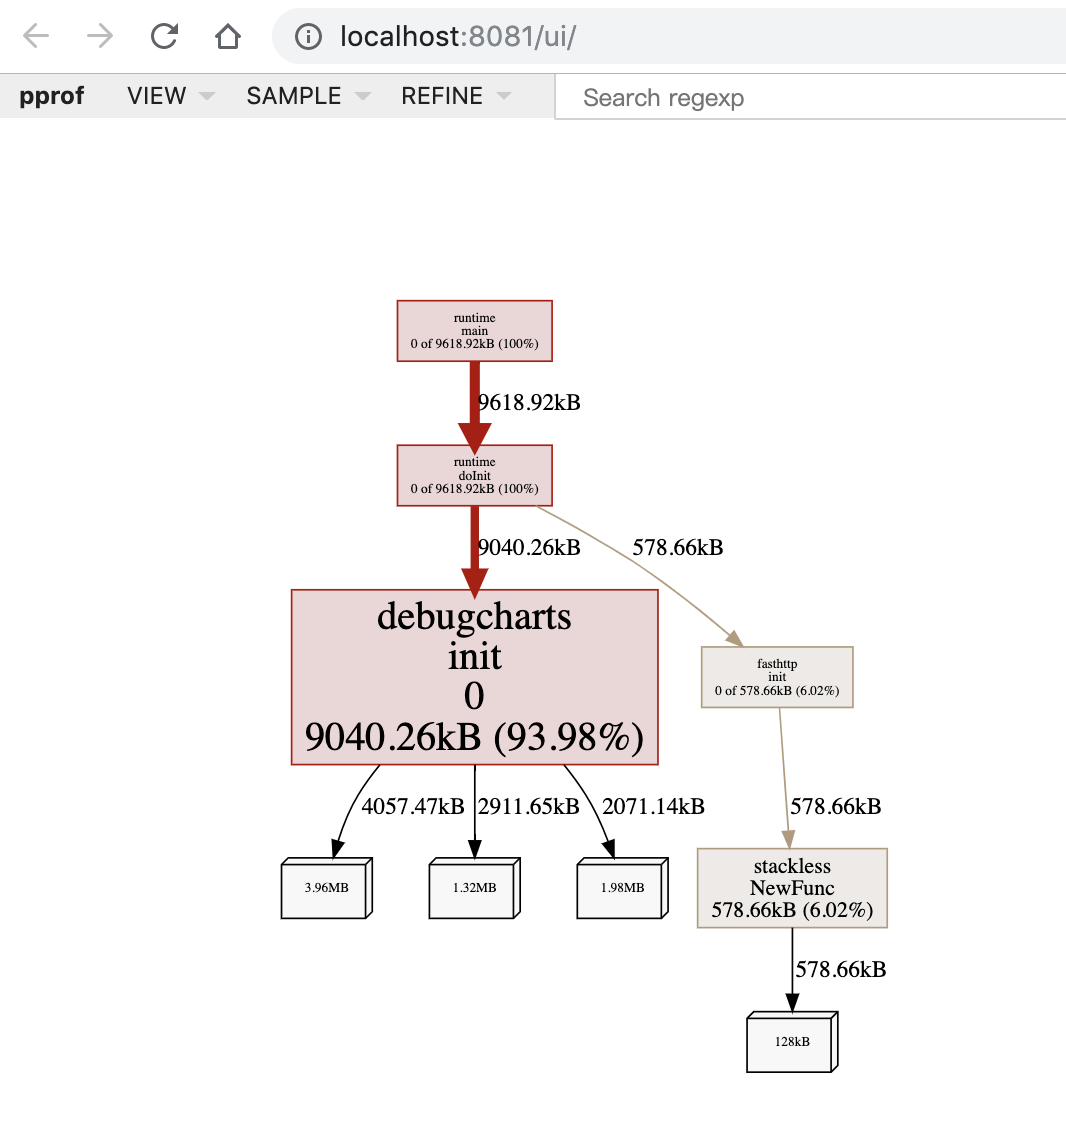 localhost:8081/ui/
pprof VIEW SAMPLE REFINE Search regexp
runtime
main
0 of 9618.92kB (100%)
9618.92kB
runtime
doInit
0 of 9618.92kB (100%)
9040.26kB 578.66kB
debugcharts
init
0
9040.26kB (93.98%)
fasthttp
init
0 of 578.66kB (6.02%)
4057.47kB 2911.65kB 2071.14kB 578.66kB
3.96MB 1.32MB 1.98MB
stackless
NewFunc
578.66kB (6.02%)
578.66kB
128kB